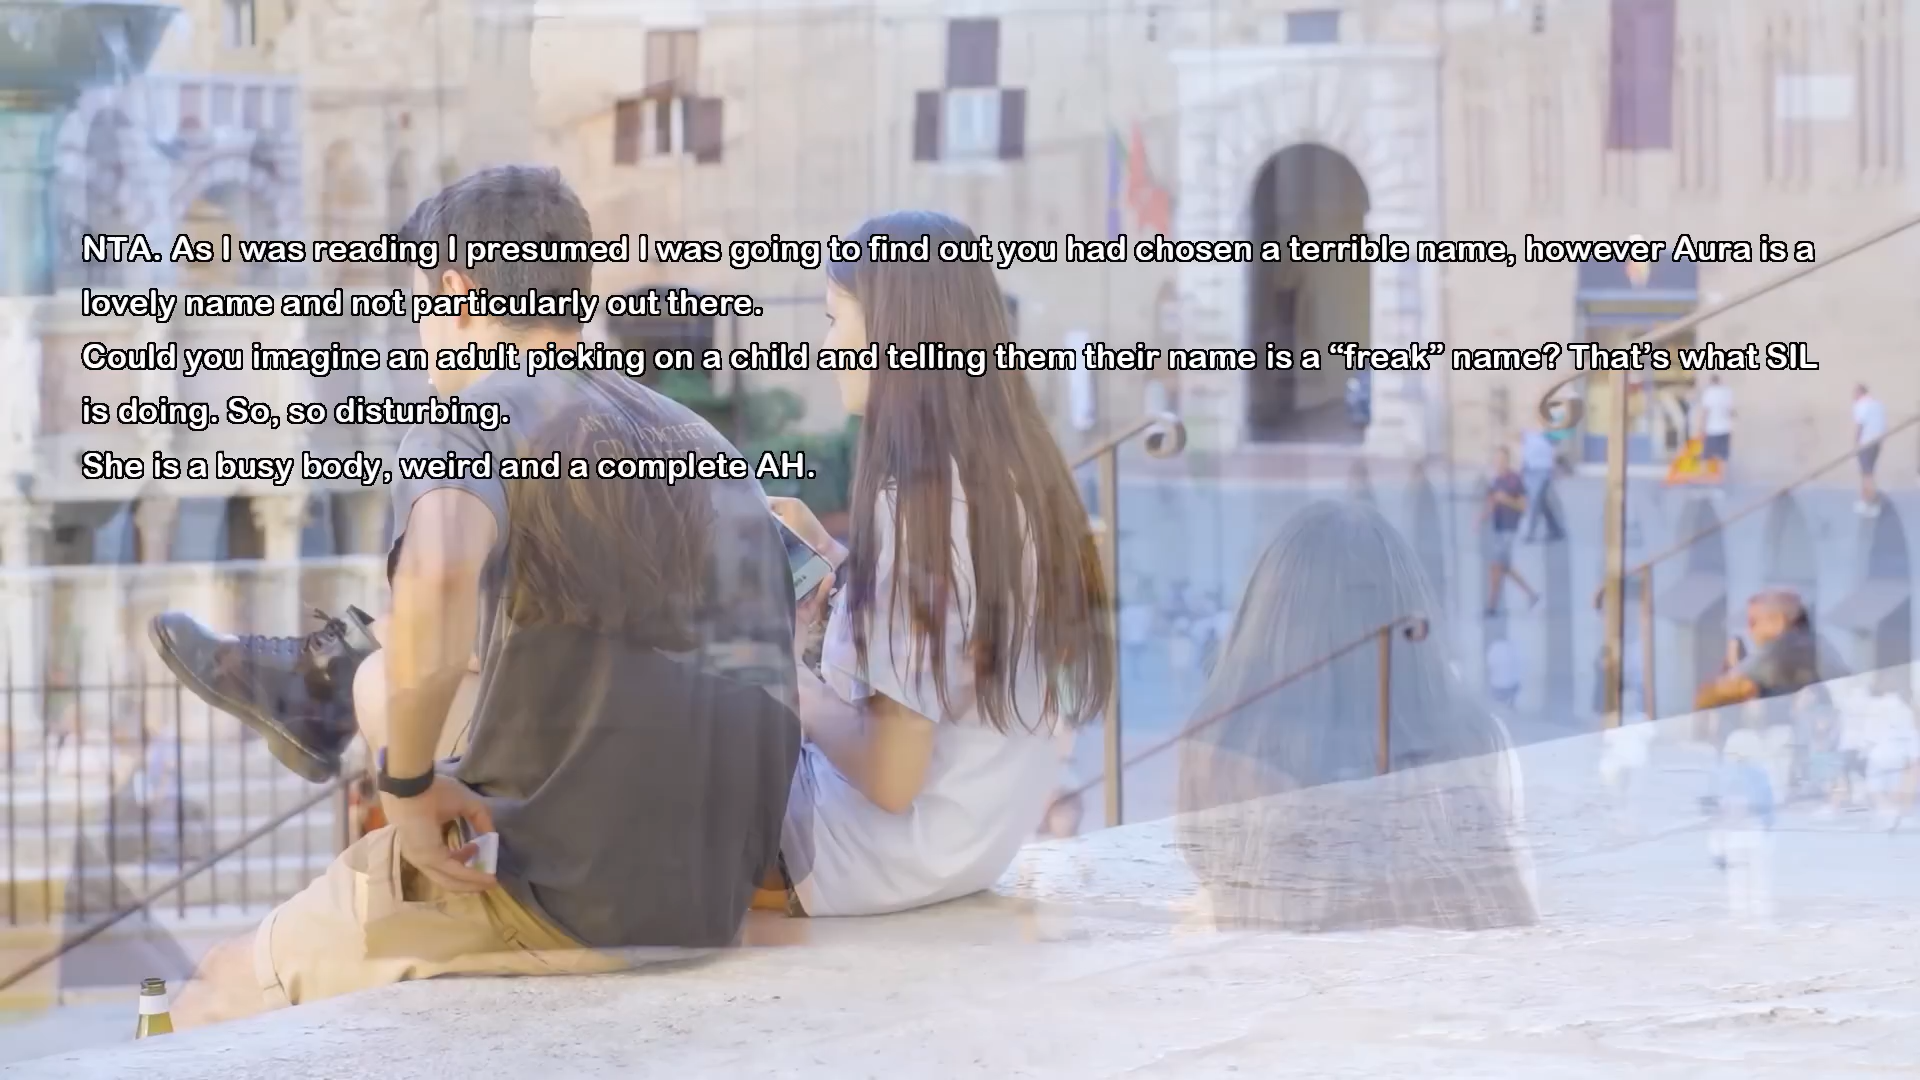 NTA. As I was reading I presumed I was going to find out you had chosen a terrible name, however Aura is a
lovely name and not particularly out there.
Could you imagine an adult picking on a child and telling them their name is a “freak” name? That’s what SIL
is doing. So, so disturbing.
She is a busy body, weird and a complete AH.